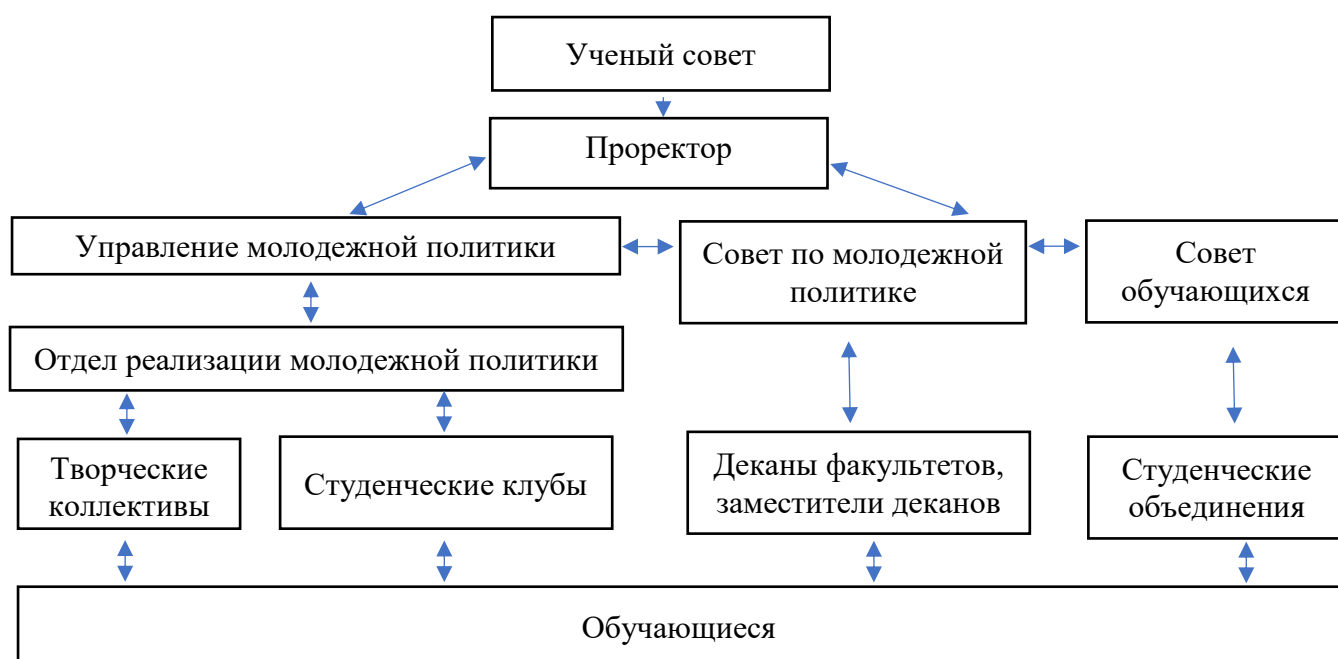 Ученый совет
Проректор
Управление молодежной политики
Совет по молодежной
политике
Совет
обучающихся
Отдел реализации молодежной политики
Творческие
коллективы
Студенческие клубы
Деканы факультетов,
заместители деканов
Студенческие
объединения
Обучающиеся